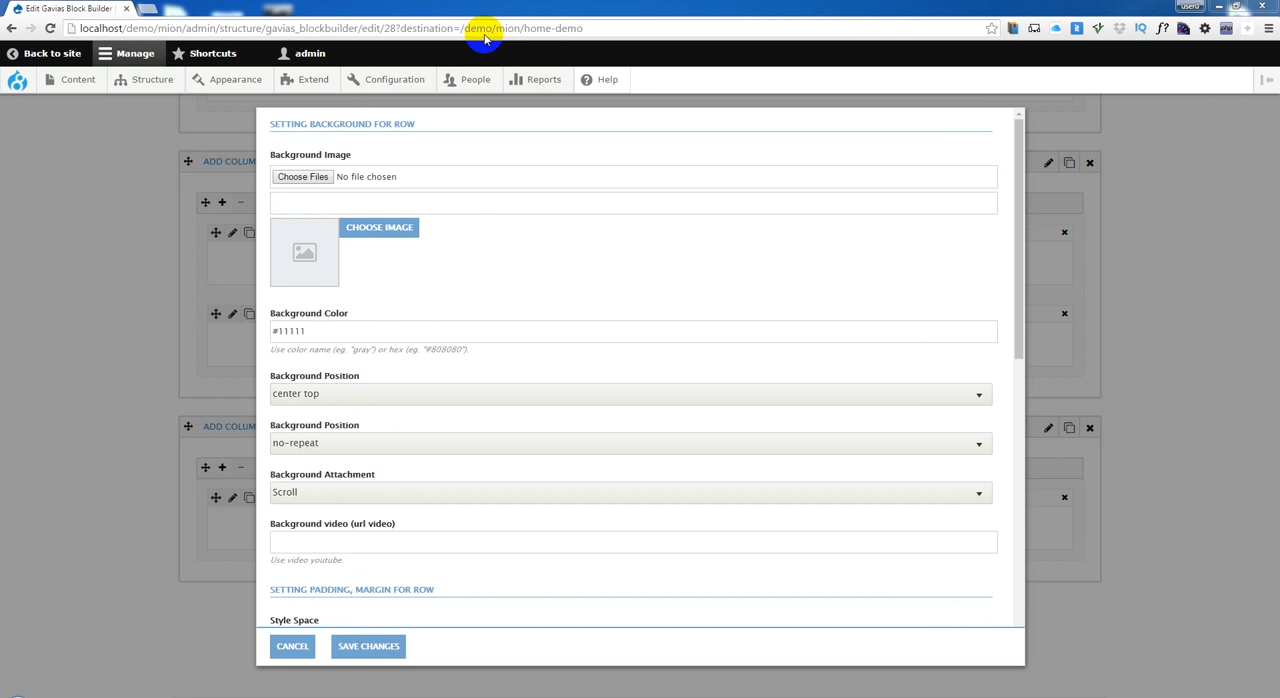 Edit Gavias Block Builder
user0
localhost/demo/mion/admin/structure/gavias_blockbuilder/edit/28?destination=/demo/mion/home-demo
Back to site
Manage
Shortcuts
admin
Content
Structure
Appearance
Extend
Configuration
People
Reports
Help
SETTING BACKGROUND FOR ROW
Background Image
ADD COLUM
Choose Files No file chosen
CHOOSE IMAGE
Background Color
#11111
Use color name (eg. "gray") or hex (eg. "#808080").
Background Position
center top
Background Position
ADD COLUM
no-repeat
Background Attachment
Scroll
Background video (url video)
Use video youtube.
SETTING PADDING, MARGIN FOR ROW
Style Space
CANCEL
SAVE CHANGES